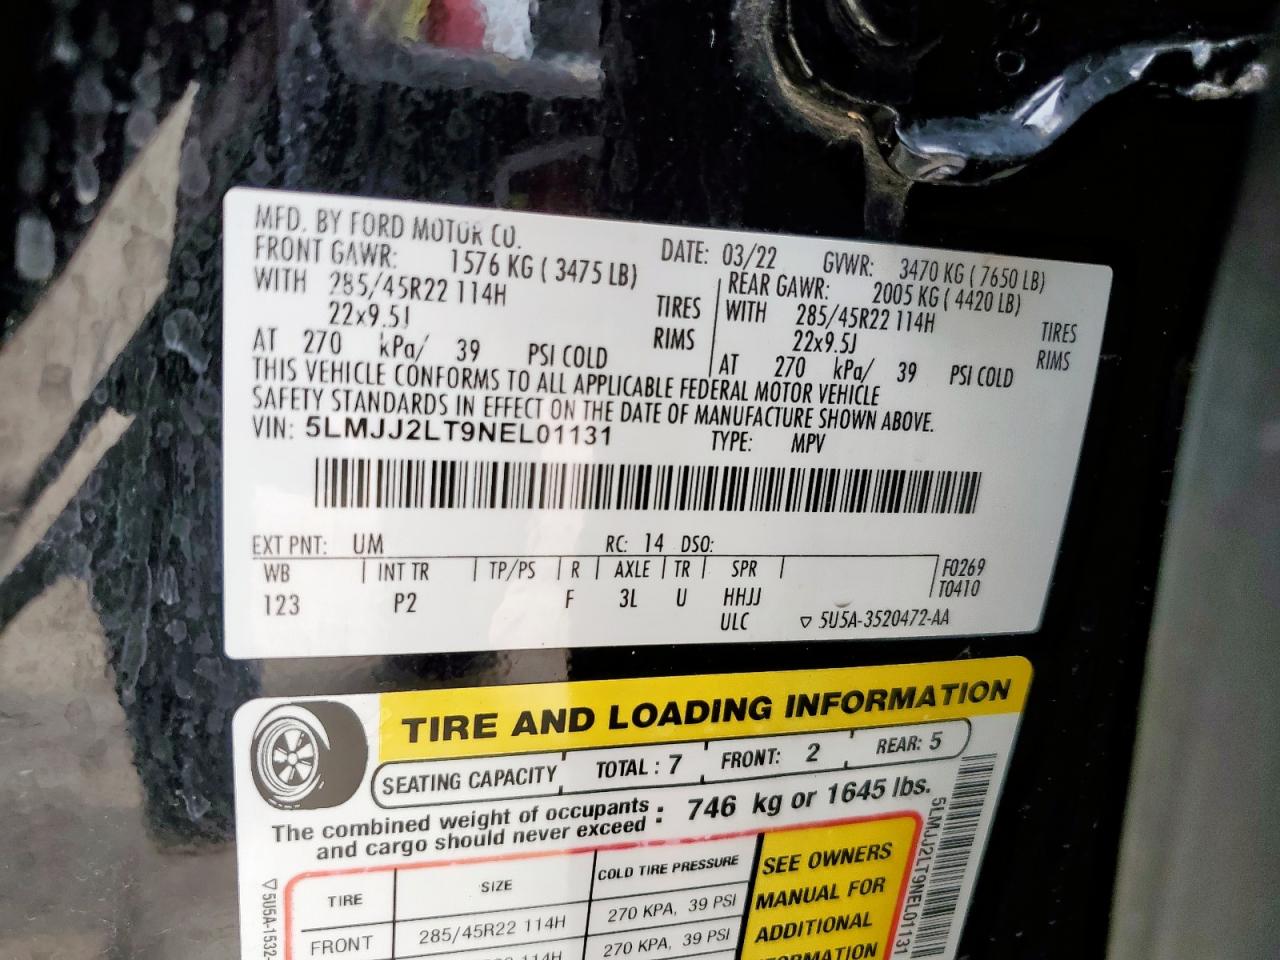 MFD. BY FORD MOTOR CO.
DATE: 03/22 GVWR: 3470 KG ( 7650 LB)
FRONT GAWR: 1576 KG ( 3475 LB)
WITH 285/45R22 114H TIRES
22x9.5J RIMS
AT 270 kPa/ 39 PSI COLD
REAR GAWR: 2005 KG ( 4420 LB)
WITH 285/45R22 114H TIRES
22x9.5J RIMS
AT 270 kPa/ 39 PSI COLD
THIS VEHICLE CONFORMS TO ALL APPLICABLE FEDERAL MOTOR VEHICLE
SAFETY STANDARDS IN EFFECT ON THE DATE OF MANUFACTURE SHOWN ABOVE.
VIN: 5LMJJ2LT9NEL01131 TYPE: MPV
EXT PNT: UM RC: 14 DSO:
WB INT TR TP/PS R AXLE TR SPR F0269
123 P2 F 3L U HHJJ T0410
ULC ▽ 5U5A-3520472-AA
TIRE AND LOADING INFORMATION
SEATING CAPACITY TOTAL : 7 FRONT: 2 REAR: 5
The combined weight of occupants
and cargo should never exceed : 746 kg or 1645 lbs.
TIRE SIZE COLD TIRE PRESSURE
FRONT 285/45R22 114H 270 KPA, 39 PSI
114H 270 KPA, 39 PSI
SEE OWNERS
MANUAL FOR
ADDITIONAL
▽5U5A-1532-
5LMJJ2LT9NEL01131